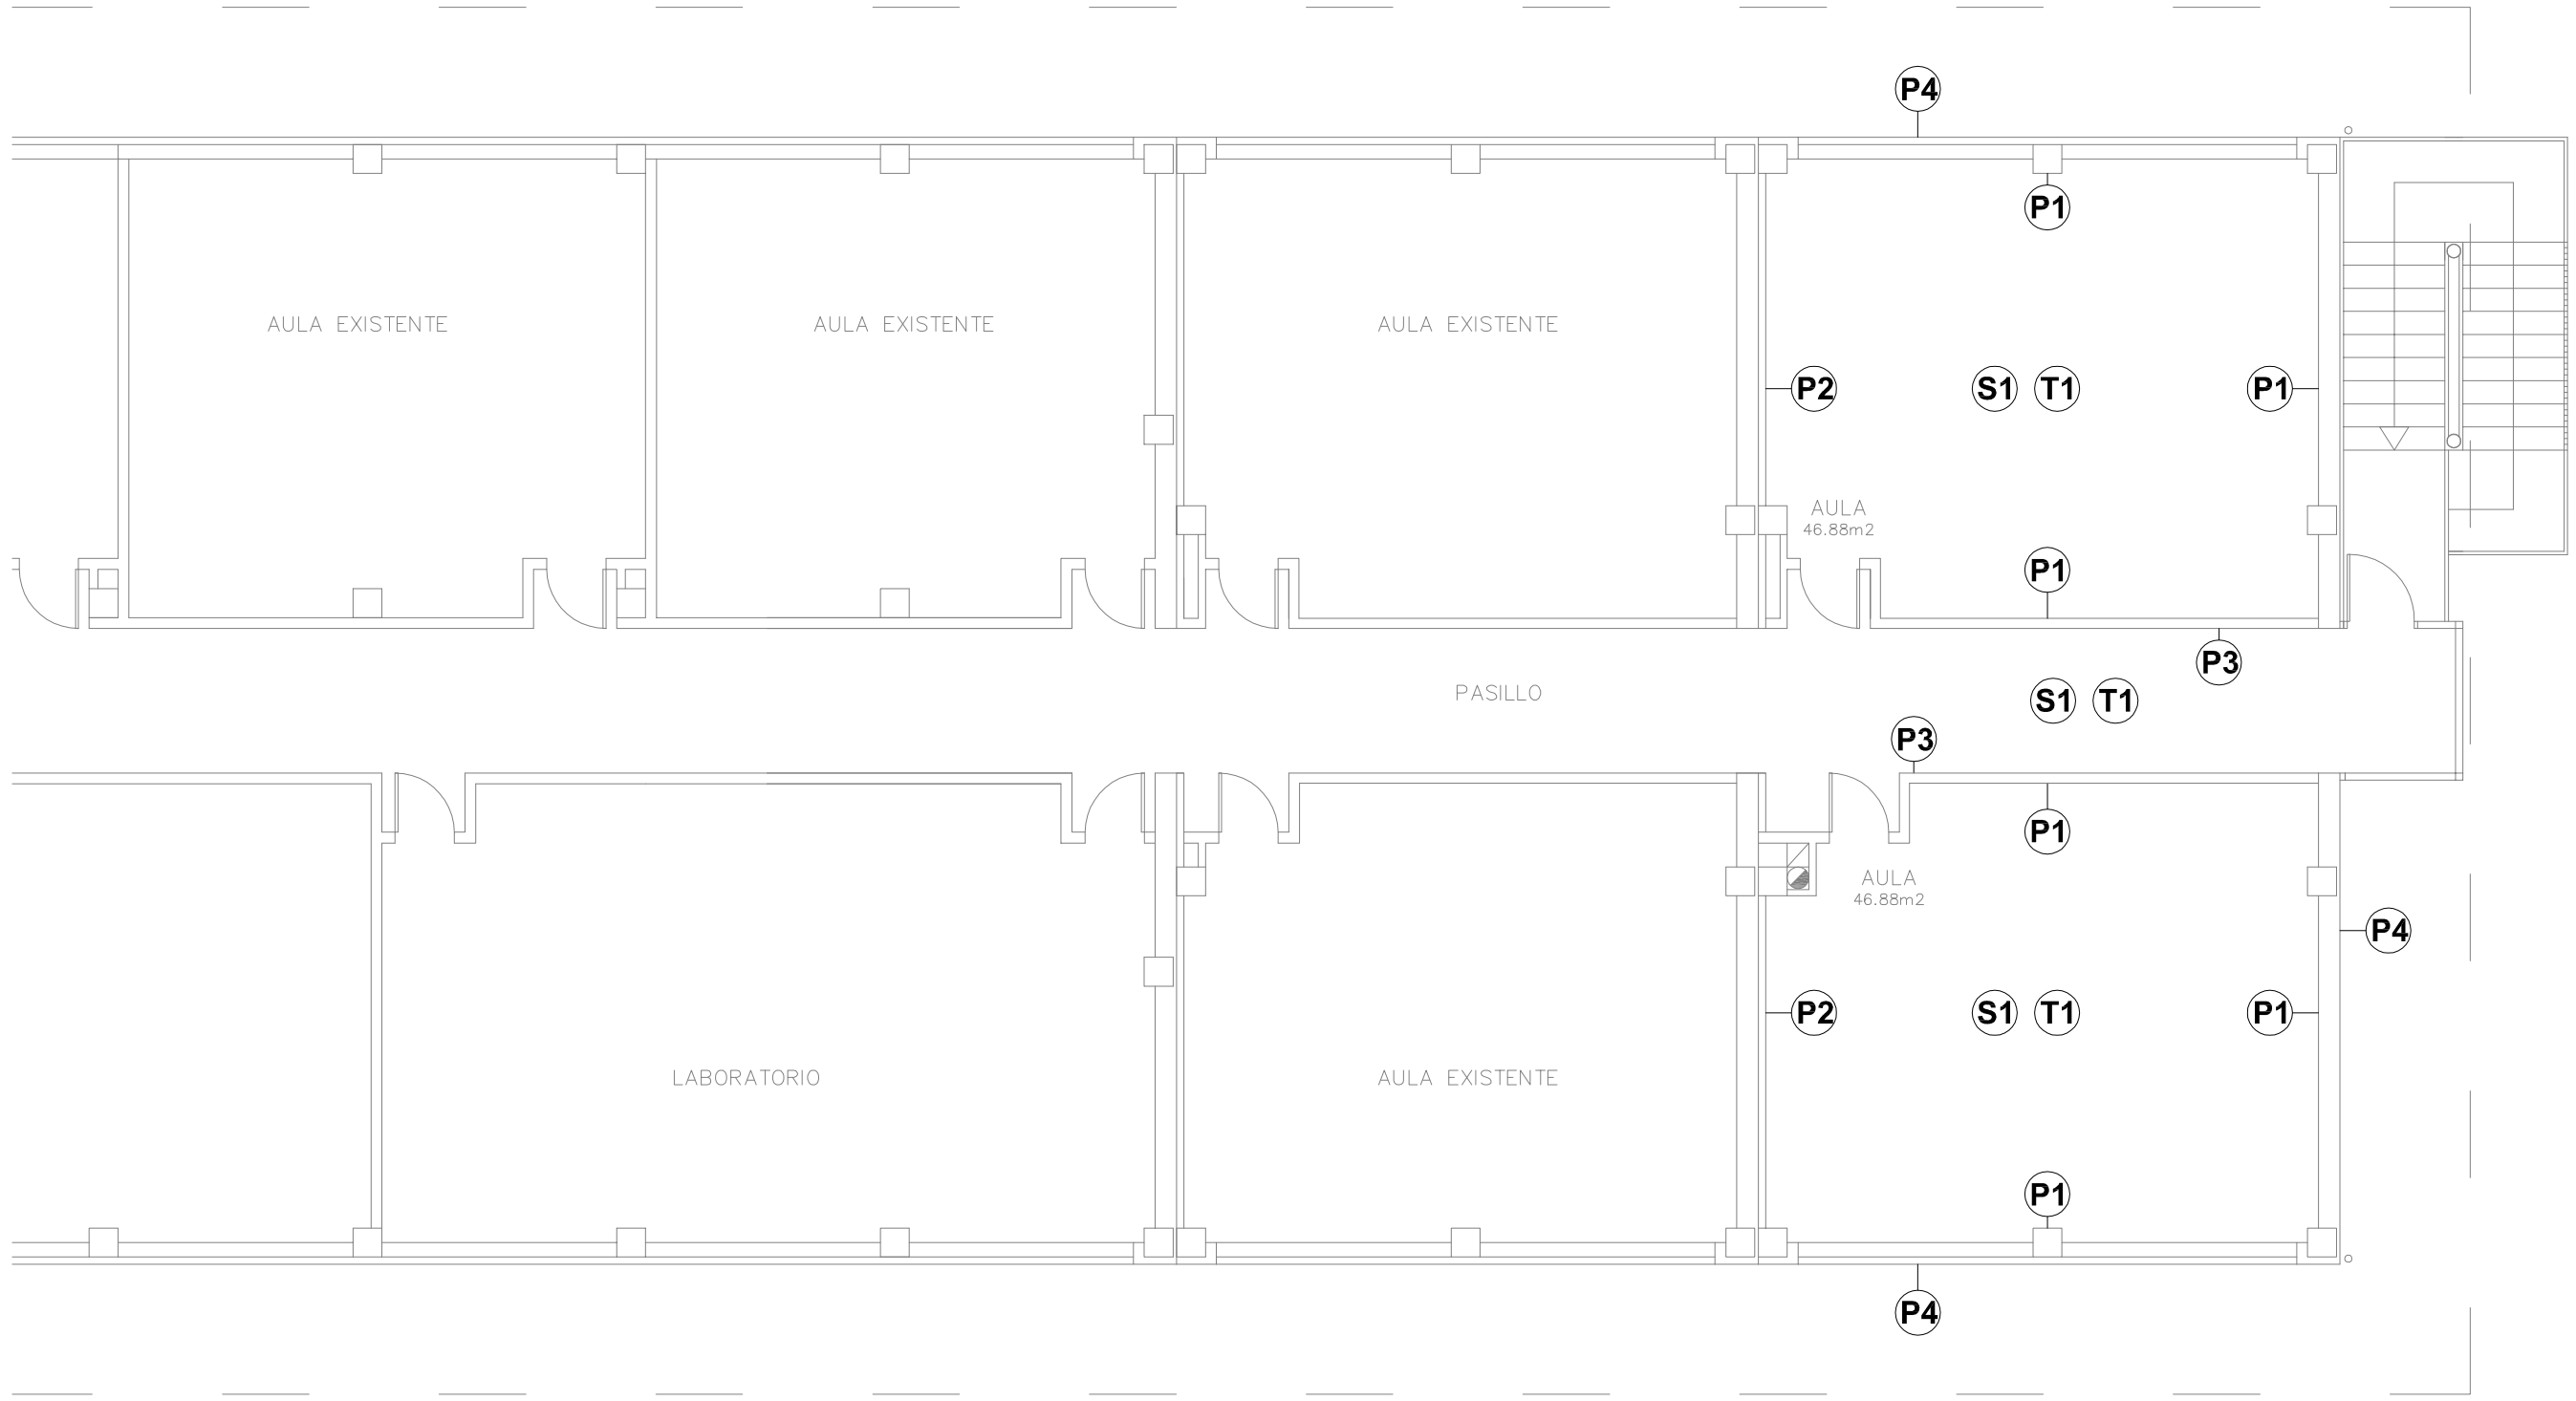 P4
P1
AULA EXISTENTE
AULA EXISTENTE
AULA EXISTENTE
P2
S1
T1
P1
AULA
46.88m2
P1
P3
PASILLO
S1
T1
P3
P1
AULA
46.88m2
P4
P2
S1
T1
P1
LABORATORIO
AULA EXISTENTE
P1
P4